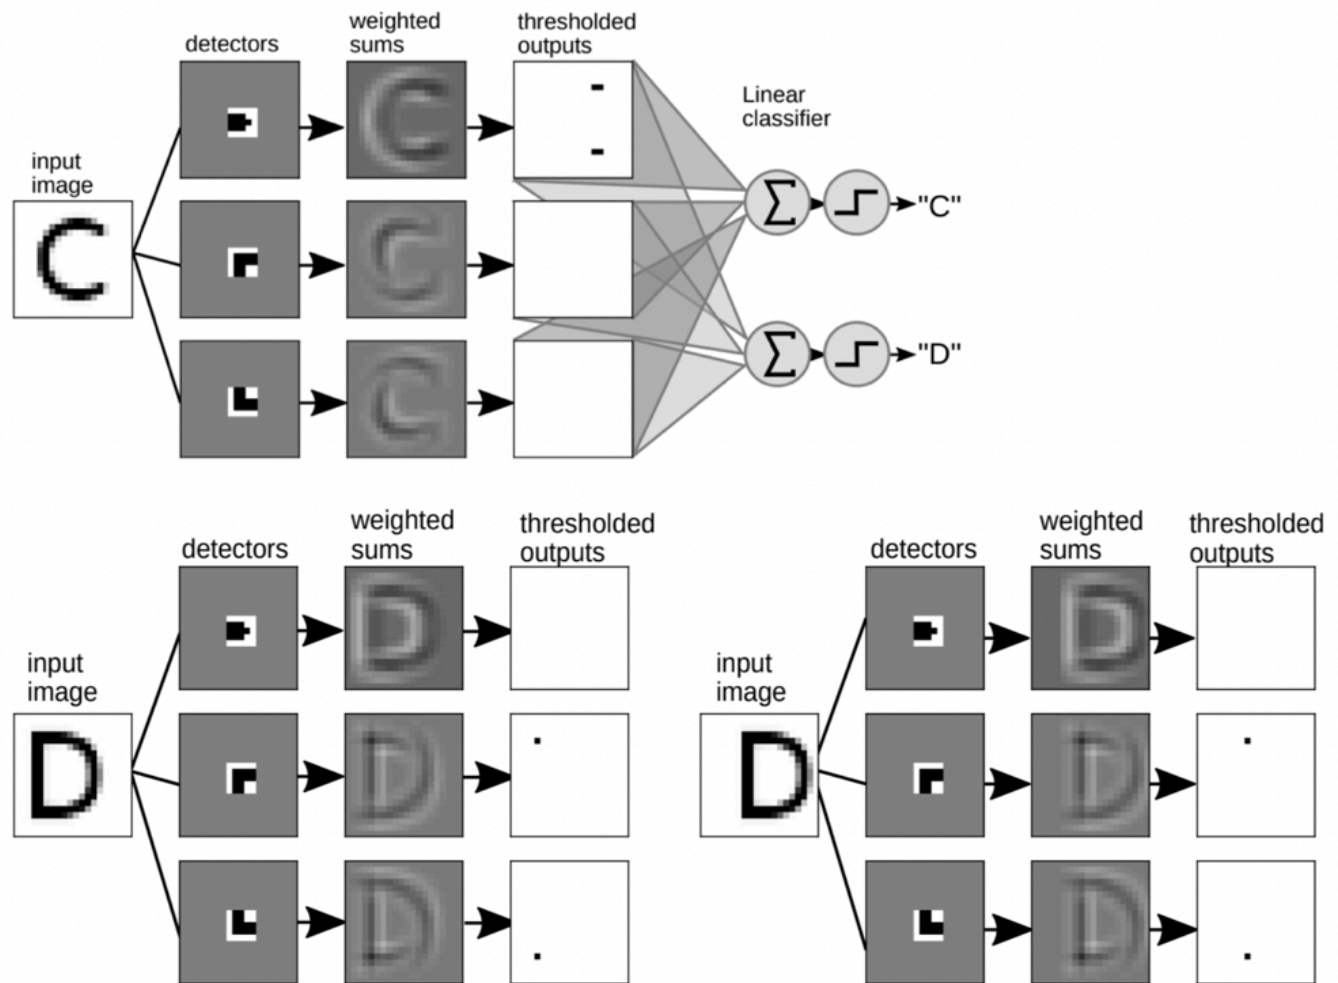 detectors
weighted
sums
thresholded
outputs
Linear
classifier
input
image
Σ
"C"
Σ
"D"
detectors
weighted
sums
thresholded
outputs
input
image
detectors
weighted
sums
thresholded
outputs
input
image